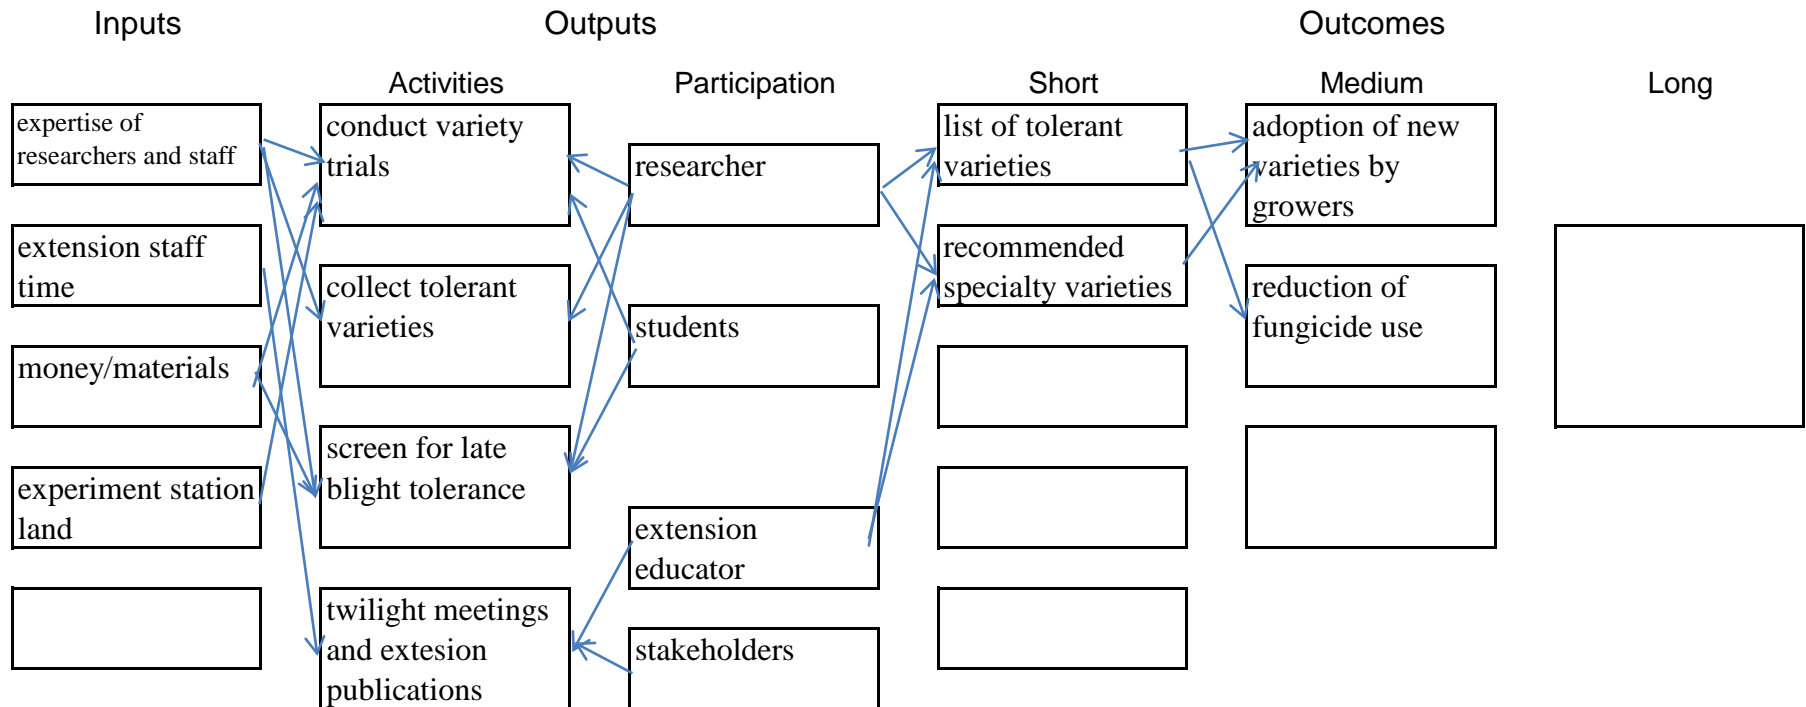 Inputs
Outputs
Outcomes
Activities
Participation
Short
Medium
Long
expertise of
researchers and staff
extension staff
time
money/materials
experiment station
land
conduct variety
trials
collect tolerant
varieties
screen for late
blight tolerance
twilight meetings
and extesion
publications
researcher
students
extension
educator
stakeholders
list of tolerant
varieties
recommended
specialty varieties
adoption of new
varieties by
growers
reduction of
fungicide use